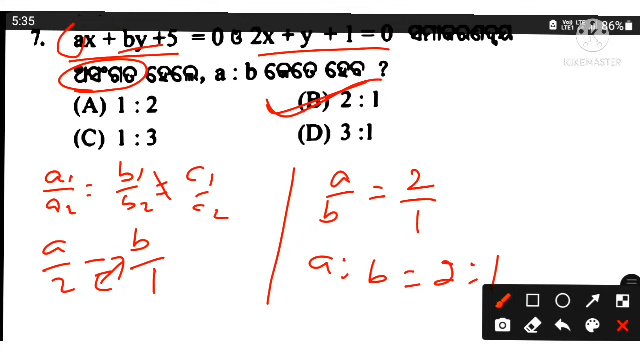 5:35
86%
KINEMASTER
7. ax + by + 5 = 0 ଓ 2x + y + 1 = 0 ସମୀକରଣଦ୍ୱୟ
ଅସଂଗତ ହେଲେ, a : b କେତେ ହେବ ?
(A) 1 : 2 (B) 2 : 1
(C) 1 : 3 (D) 3 :1
a₁/a₂ = b₁/b₂ ≠ c₁/c₂
a/2 = b/1
a/b = 2/1
a : b = 2 : 1